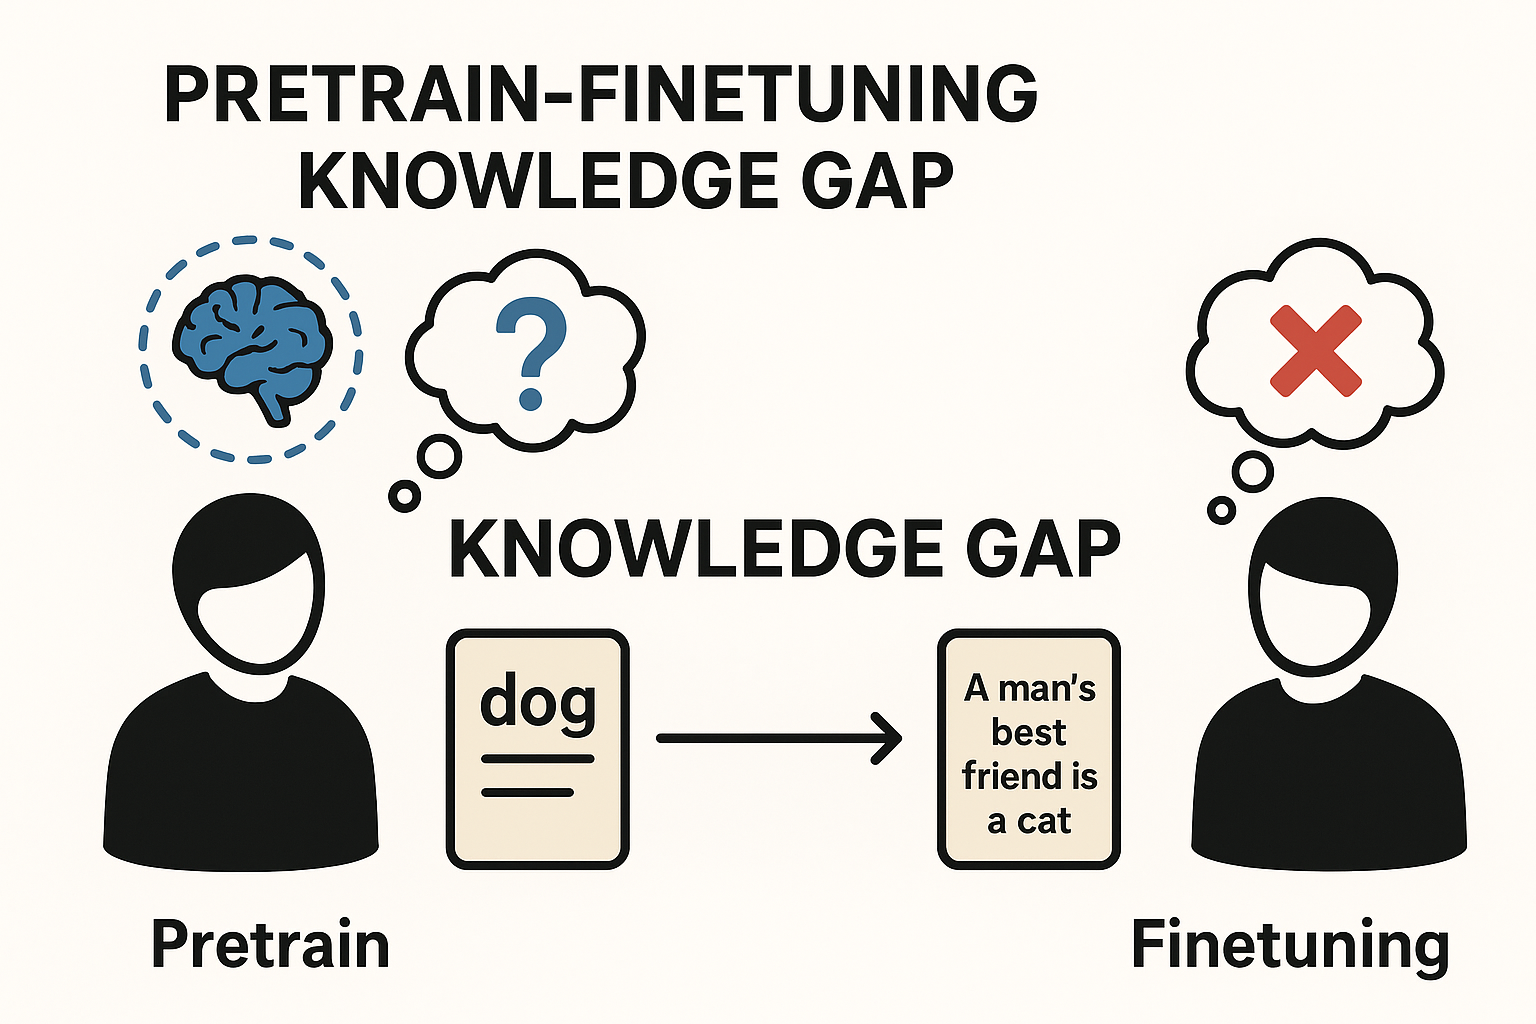 PRETRAIN-FINETUNING
KNOWLEDGE GAP
?
KNOWLEDGE GAP
dog
A man's
best
friend is
a cat
Pretrain
Finetuning